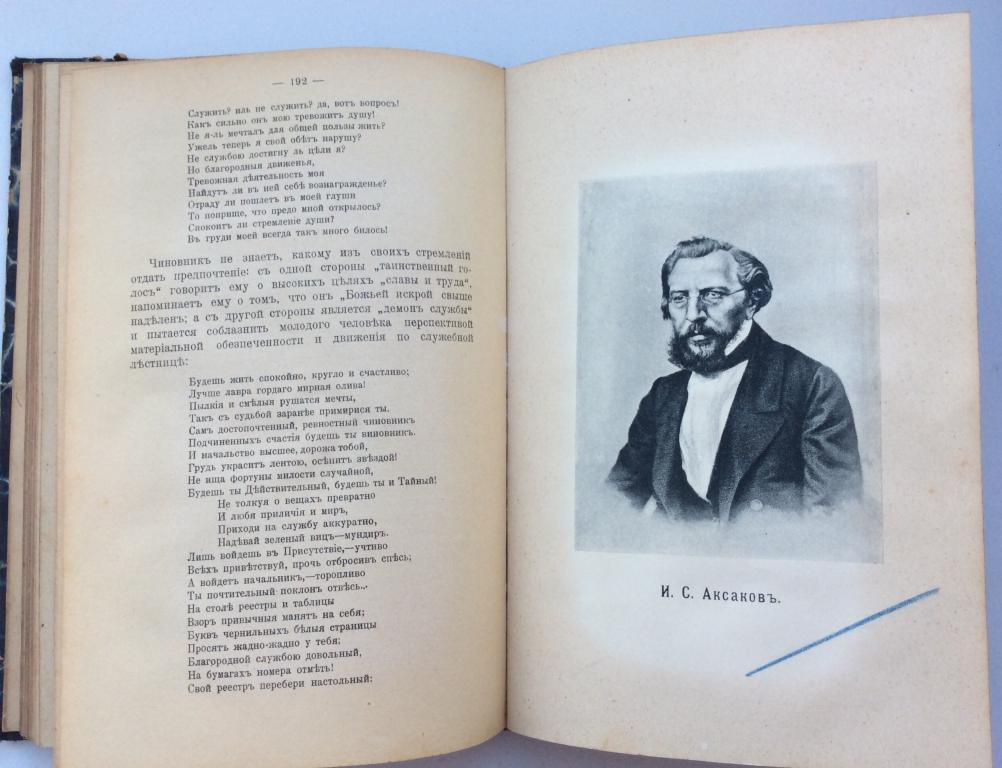 — 192 —
Служить? иль не служить? да, вотъ вопросъ!
Какъ сильно онъ мою тревожитъ душу!
Не я-ль мечталъ для общей пользы жить?
Ужель теперь я свой обѣтъ нарушу?
Не службою достигну ль цѣли я?
Но благородныя движенья,
Тревожная дѣятельность моя
Найдутъ ли въ ней себѣ вознагражденье?
Отраду ли пошлетъ въ моей глуши
То поприще, что предо мной открылось?
Спокоитъ ли стремленіе души?
Въ груди моей всегда такъ много билось!
Чиновникъ не знаетъ, какому изъ своихъ стремленій
отдать предпочтеніе: съ одной стороны „таинственный го-
лосъ“ говоритъ ему о высокихъ цѣляхъ „славы и труда“,
напоминаетъ ему о томъ, что онъ „Божьей искрой свыше
надѣленъ; а съ другой стороны является „демонъ службы“
и пытается соблазнить молодого человѣка перспективой
матеріальной обезпеченности и движенія по служебной
лѣстницѣ:
Будешь жить спокойно, кругло и счастливо;
Лучше лавра гордаго мирная олива!
Пылкія и смѣлыя рушатся мечты,
Такъ съ судьбой заранѣе примирися ты.
Самъ достопочтенный, ревностный чиновникъ
Подчиненныхъ счастія будешь ты виновникъ.
И начальство высшее, дорожа тобой,
Грудь украситъ лентою, осѣнитъ звѣздой!
Не ища фортуны милости случайной,
Будешь ты Дѣйствительный, будешь ты и Тайный!
Не толкуя о вещахъ превратно
И любя приличія и миръ,
Приходи на службу аккуратно,
Надѣвай зеленый вицъ—мундиръ.
Лишь войдешь въ Присутствіе,—учтиво
Всѣхъ привѣтствуй, прочь отбросивъ спѣсь;
А войдетъ начальникъ,—торопливо
Ты почтительный поклонъ отвѣсь..
На столѣ реестры и таблицы
Взоръ привычныя манятъ на себя;
Буквъ чернильныхъ бѣлыя страницы
Просятъ жадно-жадно у тебя;
Благородной службою довольный,
На бумагахъ номера отмѣть!
Свой реестръ перебери настольный:
И. С. Аксаковъ.